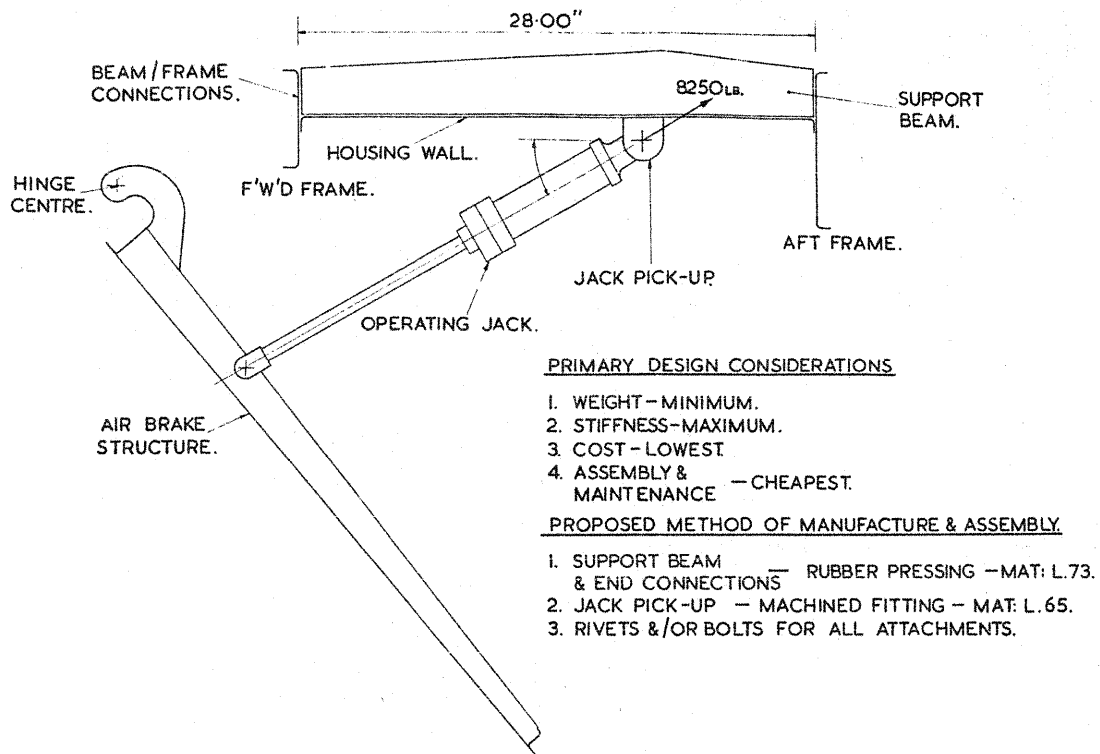 28·00"
BEAM/FRAME
CONNECTIONS.
8250LB.
SUPPORT
BEAM.
HOUSING WALL.
HINGE
CENTRE.
F'W'D FRAME.
AFT FRAME.
JACK PICK-UP.
OPERATING JACK.
AIR BRAKE
STRUCTURE.
PRIMARY DESIGN CONSIDERATIONS
1. WEIGHT-MINIMUM.
2. STIFFNESS-MAXIMUM.
3. COST-LOWEST.
4. ASSEMBLY &
MAINTENANCE - CHEAPEST.
PROPOSED METHOD OF MANUFACTURE & ASSEMBLY.
1. SUPPORT BEAM
& END CONNECTIONS — RUBBER PRESSING - MAT: L.73.
2. JACK PICK-UP - MACHINED FITTING - MAT: L.65.
3. RIVETS &/OR BOLTS FOR ALL ATTACHMENTS.